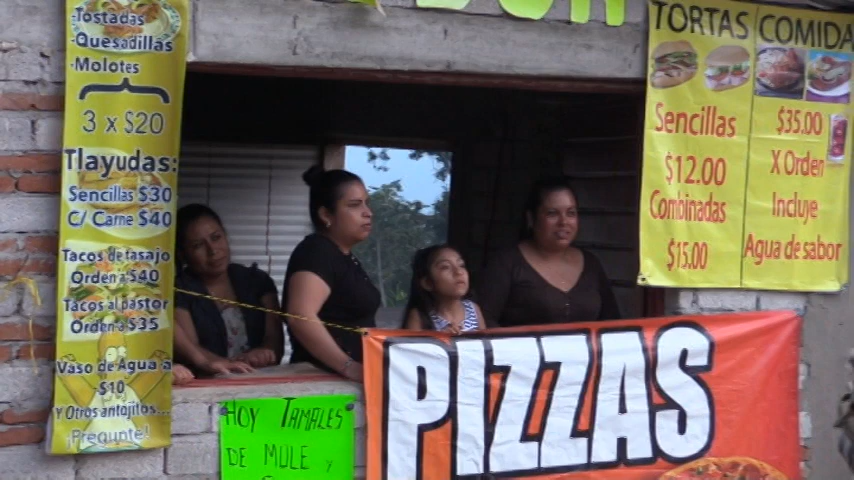 -Tostadas
-Quesadillas
-Molotes
3 x $20
Tlayudas:
Sencillas $30
C/ Carne $40
Tacos de tasajo
Orden a $40
Tacos al pastor
Orden a $35
Vaso de Agua a
$10
Y Otros antojitos...
¡Pregunte!
HOY TAMALES
DE MOLE y
PIZZAS
TORTAS
Sencillas
$12.00
Combinadas
$15.00
COMIDA
$35.00
X Orden
Incluye
Agua de sabor